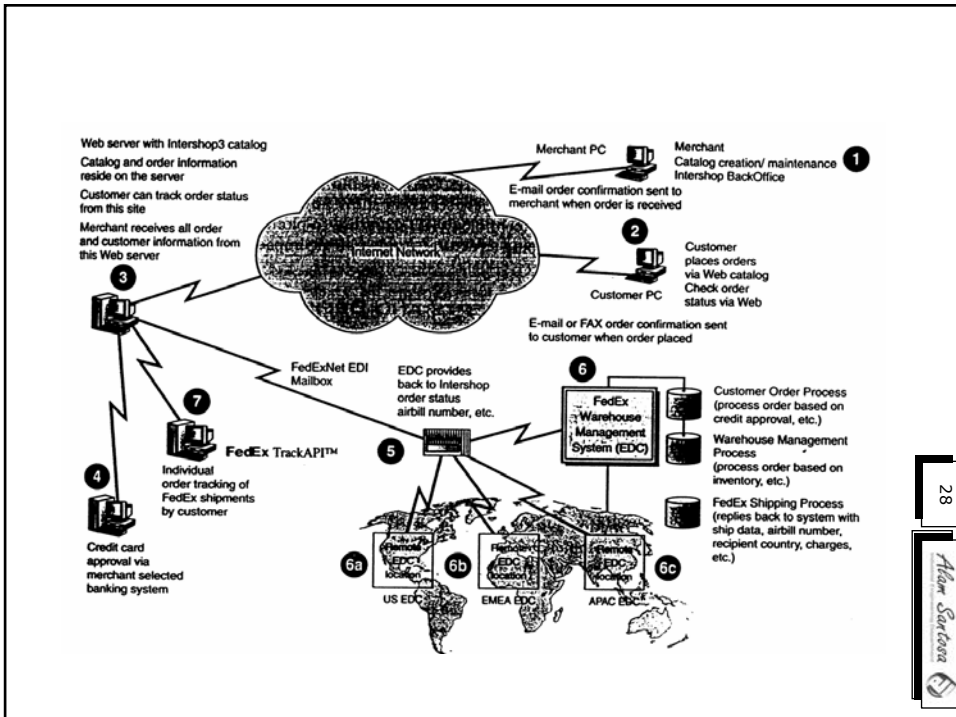 Web server with Intershop3 catalog
Catalog and order information
reside on the server
Customer can track order status
from this site
Merchant receives all order
and customer information from
this Web server
3
Merchant PC
Merchant
Catalog creation/ maintenance
Intershop BackOffice
1
E-mail order confirmation sent to
merchant when order is received
Internet Network
2
Customer
places orders
via Web catalog
Check order
status via Web
Customer PC
E-mail or FAX order confirmation sent
to customer when order placed
FedExNet EDI
Mailbox
EDC provides
back to Intershop
order status
airbill number, etc.
5
6
FedEx
Warehouse
Management
System (EDC)
Customer Order Process
(process order based on
credit approval, etc.)
Warehouse Management
Process
(process order based on
inventory, etc.)
FedEx Shipping Process
(replies back to system with
ship data, airbill number,
recipient country, charges,
etc.)
7
FedEx TrackAPI™
Individual
order tracking of
FedEx shipments
by customer
4
Credit card
approval via
merchant selected
banking system
6a
Remote
EDC
location
US EDC
6b
Remote
EDC
location
EMEA EDC
6c
Remote
EDC
location
APAC EDC
28
Alam Santosa